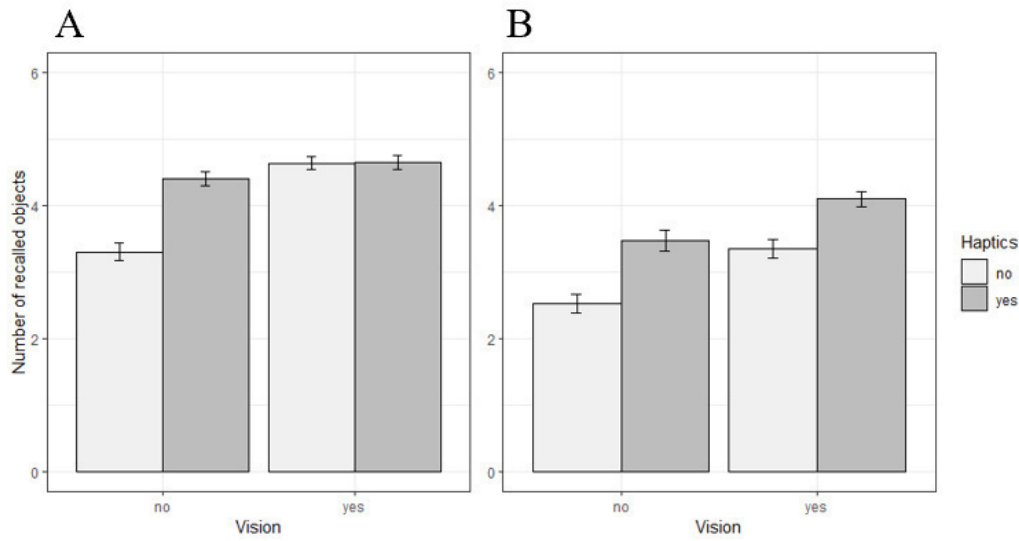 A
B
Number of recalled objects
6
4
2
0
no
yes
Vision
6
4
2
0
no
yes
Vision
Haptics
no
yes